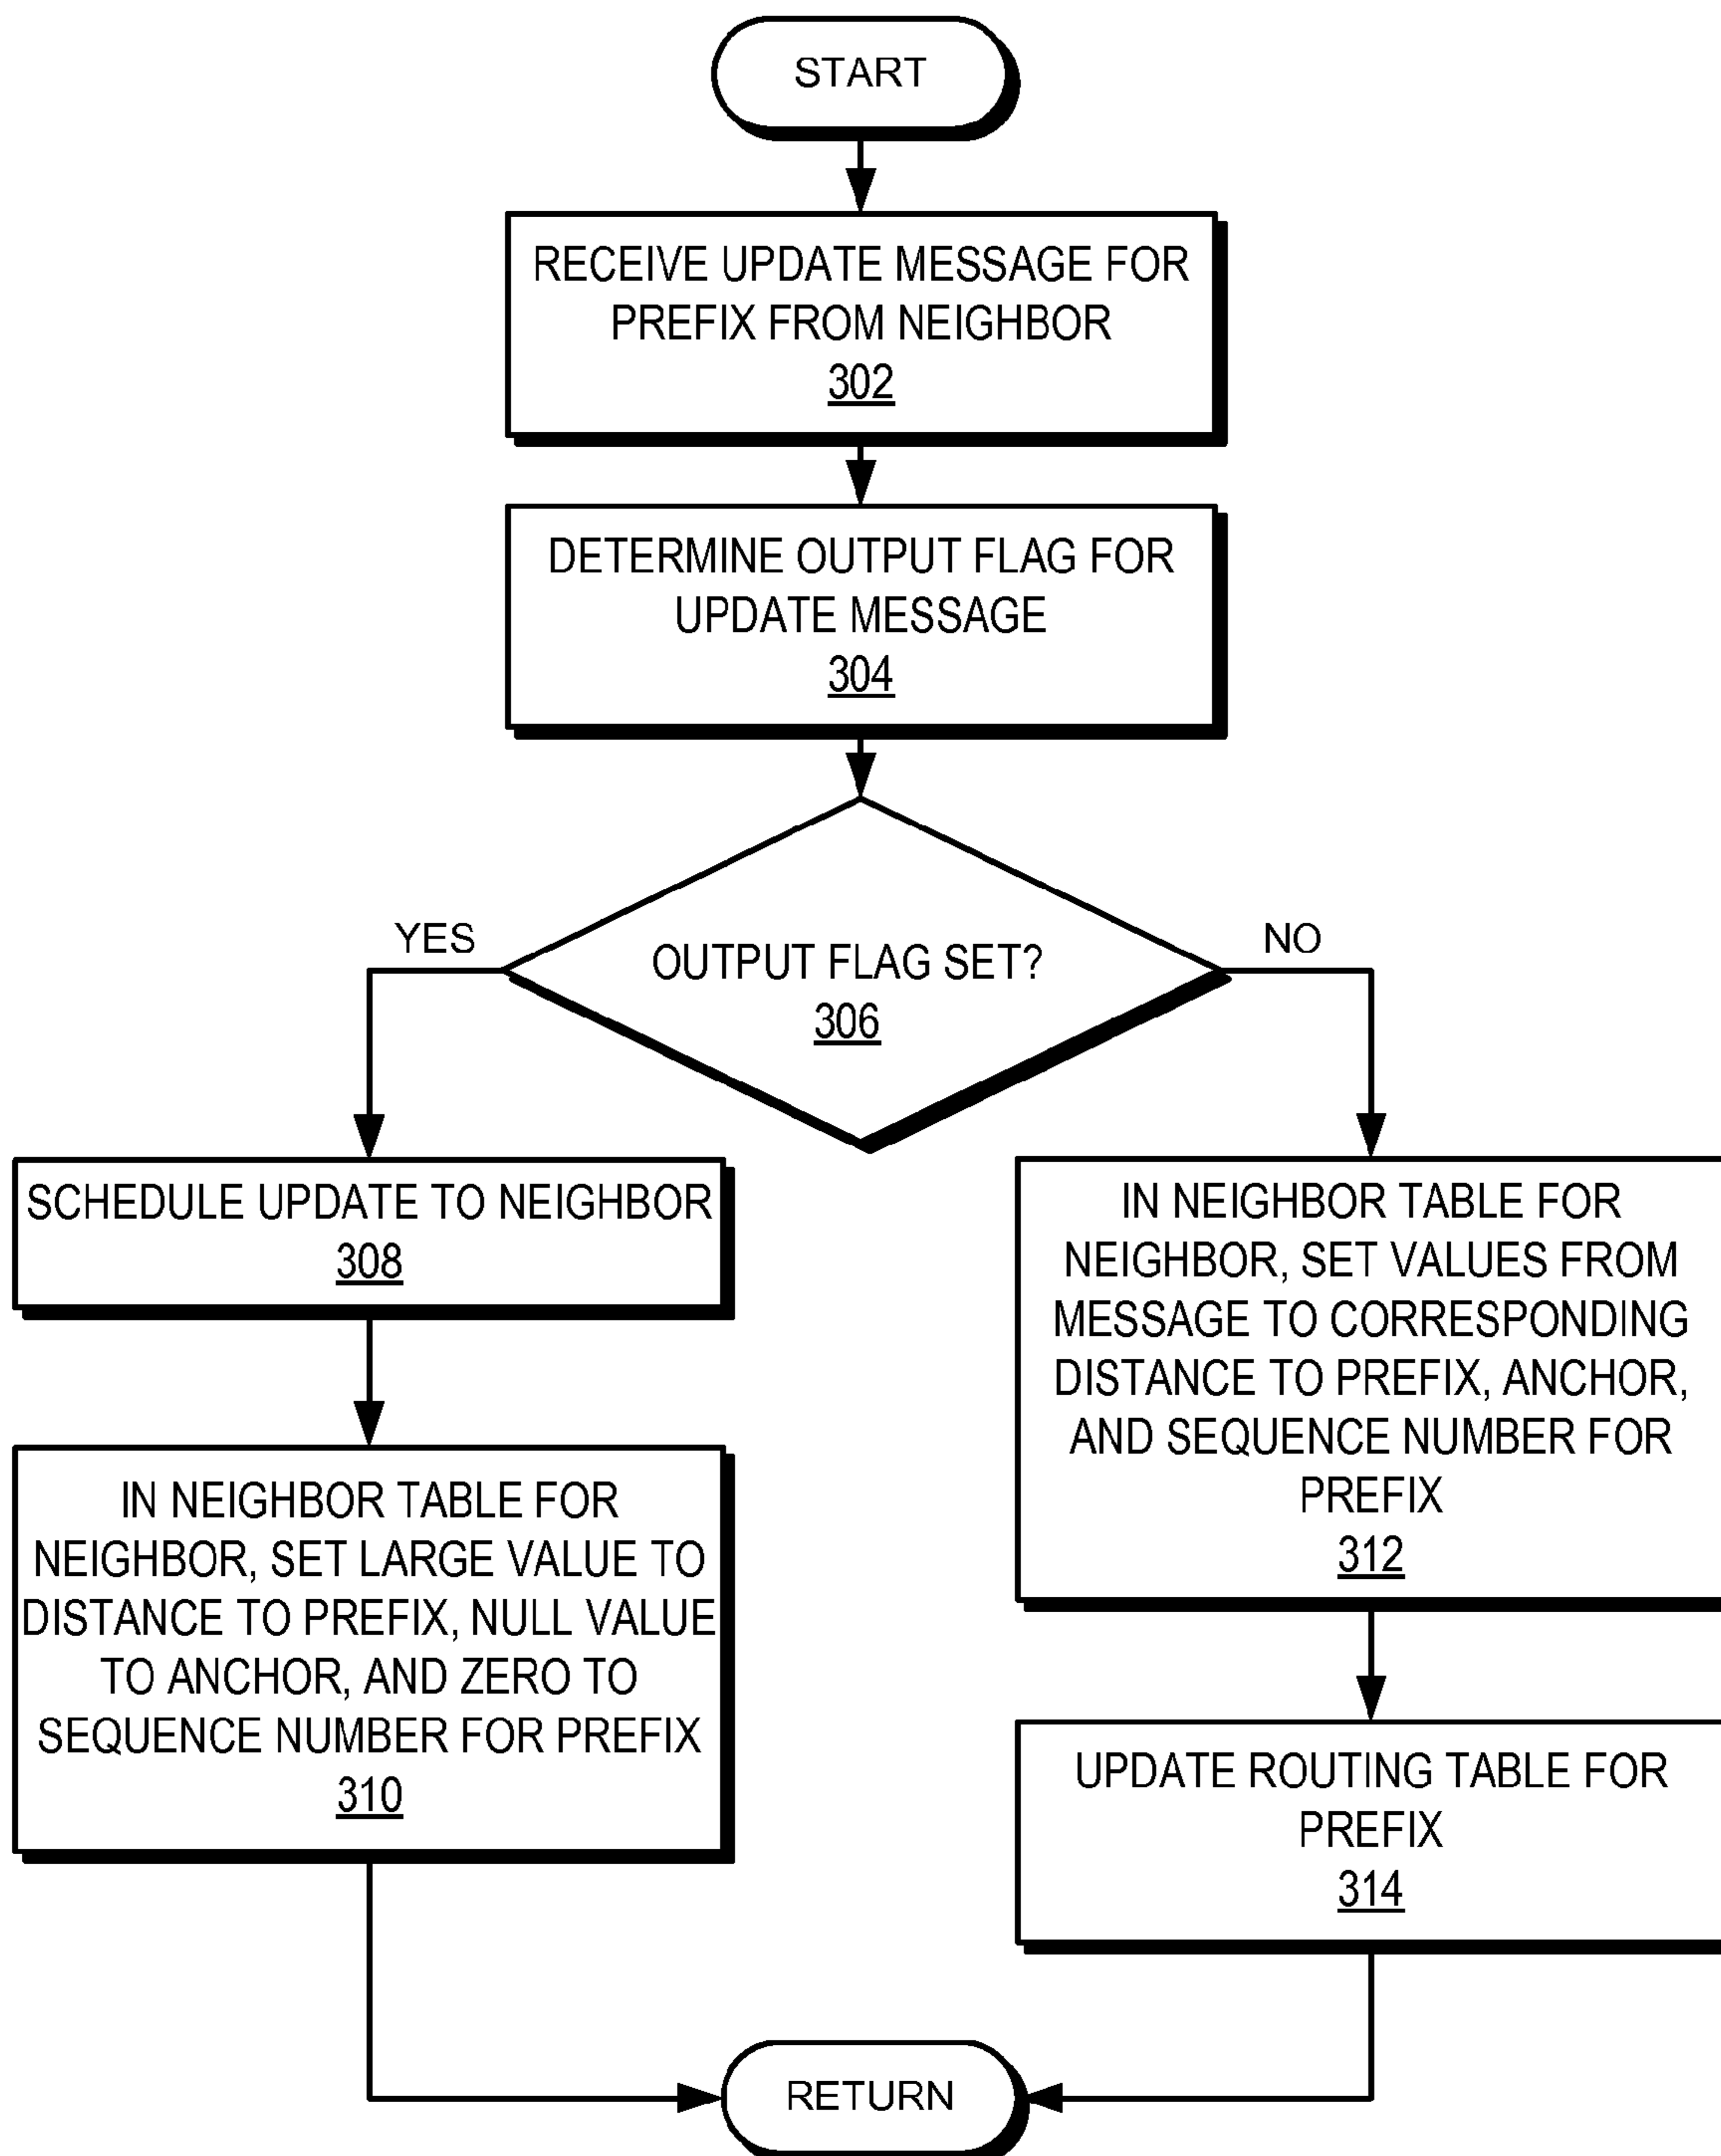 START
RECEIVE UPDATE MESSAGE FOR
PREFIX FROM NEIGHBOR
302
DETERMINE OUTPUT FLAG FOR
UPDATE MESSAGE
304
YES
NO
OUTPUT FLAG SET?
306
SCHEDULE UPDATE TO NEIGHBOR
308
IN NEIGHBOR TABLE FOR
NEIGHBOR, SET LARGE VALUE TO
DISTANCE TO PREFIX, NULL VALUE
TO ANCHOR, AND ZERO TO
SEQUENCE NUMBER FOR PREFIX
310
IN NEIGHBOR TABLE FOR
NEIGHBOR, SET VALUES FROM
MESSAGE TO CORRESPONDING
DISTANCE TO PREFIX, ANCHOR,
AND SEQUENCE NUMBER FOR
PREFIX
312
UPDATE ROUTING TABLE FOR
PREFIX
314
RETURN